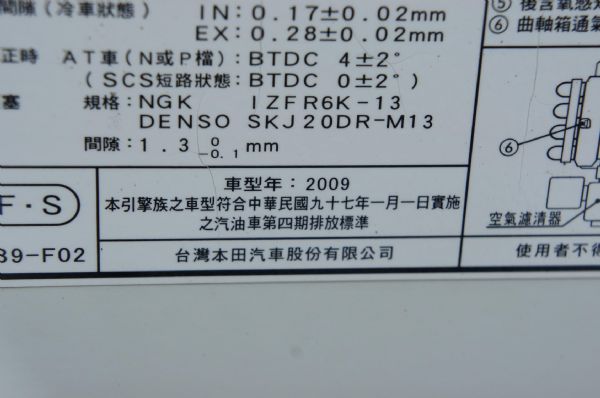 間隙(冷車狀態) IN:0.17±0.02mm
EX:0.28±0.02mm
正時 AT車(N或P檔):BTDC 4±2°
(SCS短路狀態:BTDC 0±2°)
塞 規格:NGK IZFR6K-13
DENSO SKJ20DR-M13
間隙:1.3 0 -0.1 mm
F·S
39-F02
車型年:2009
本引擎族之車型符合中華民國九十七年一月一日實施
之汽油車第四期排放標準
台灣本田汽車股份有限公司
⑤ 後含氧感
⑥ 曲軸箱通氣
⑥
空氣濾清器
使用者不得